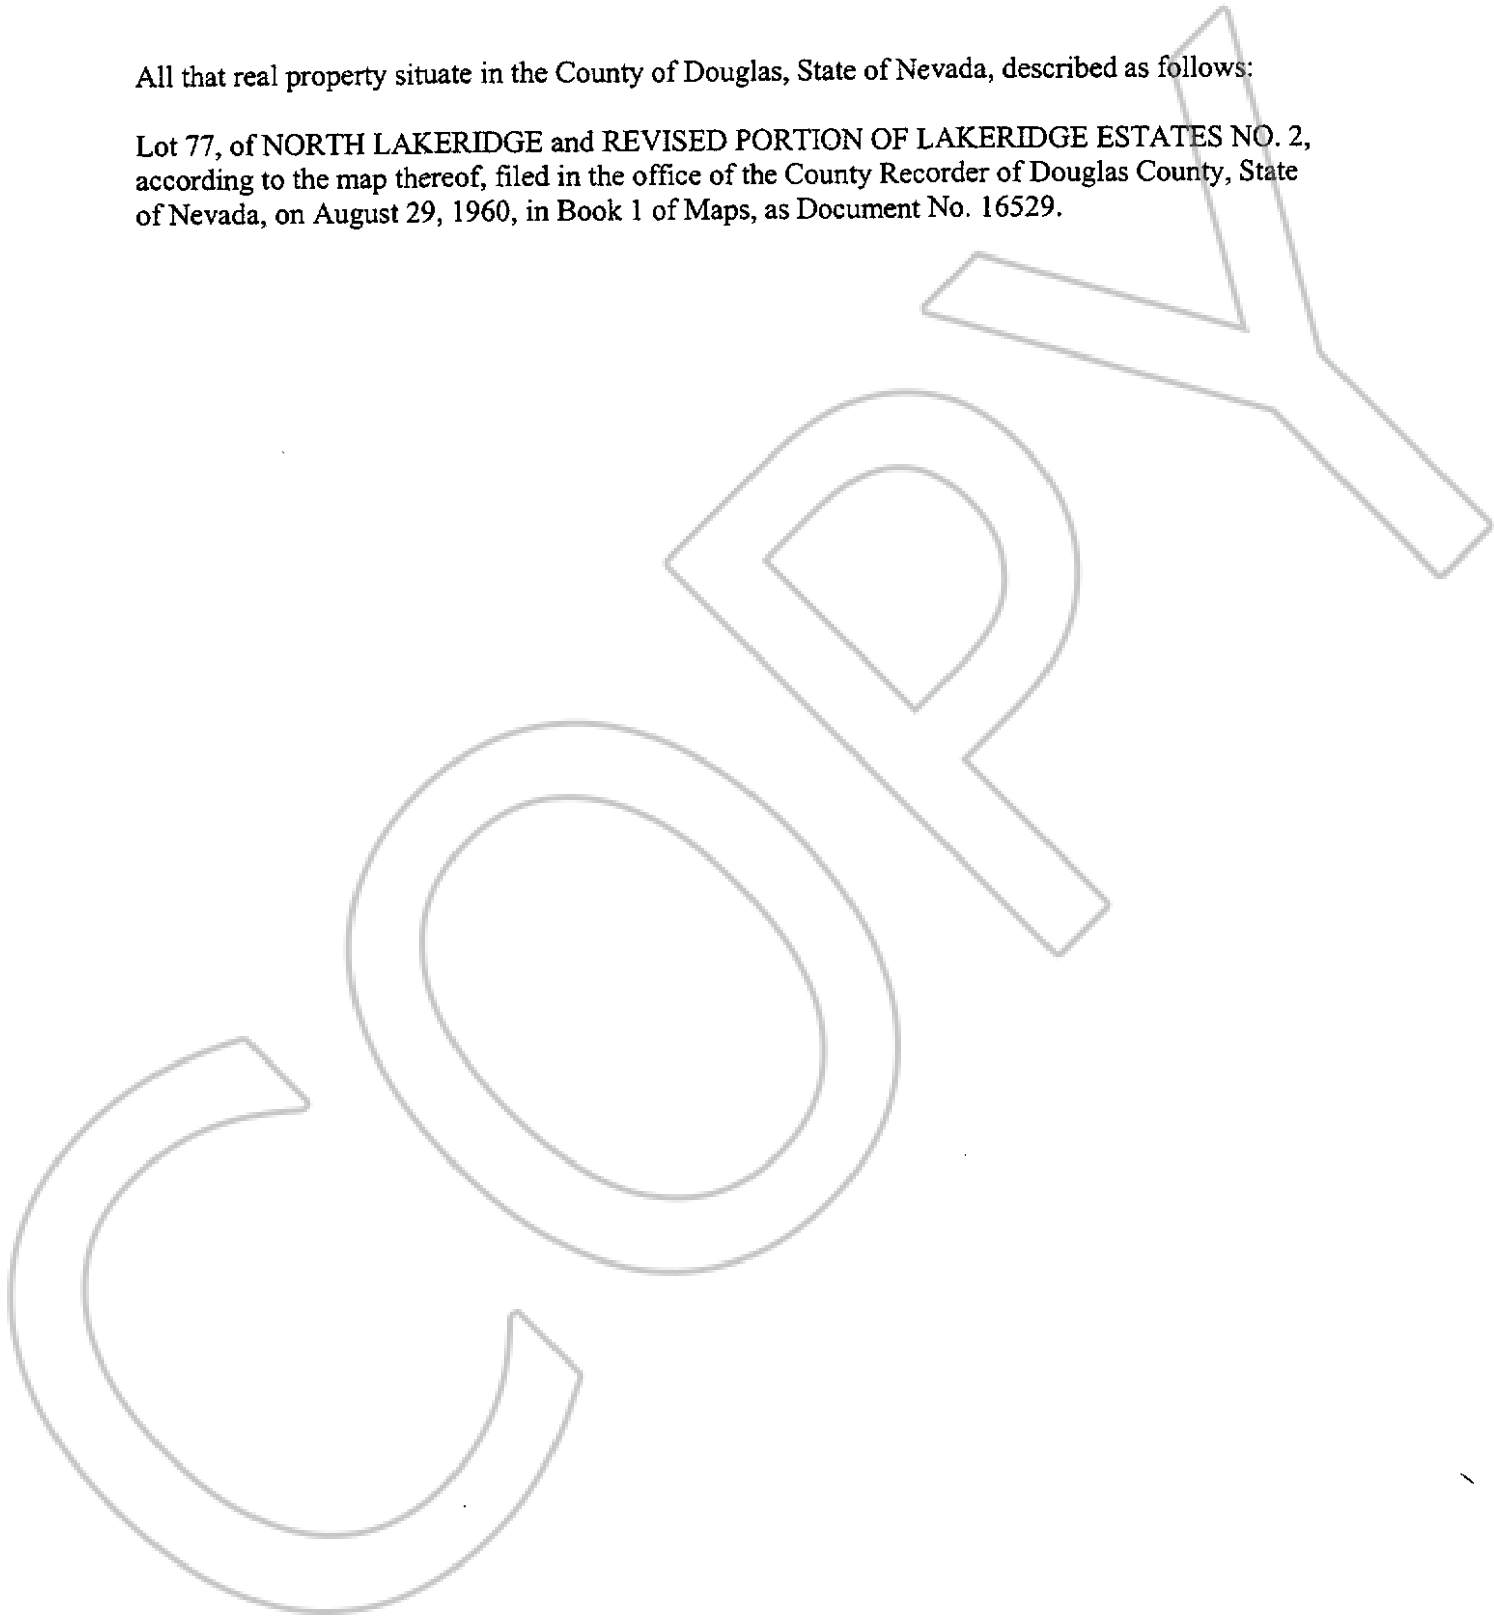 All that real property situate in the County of Douglas, State of Nevada, described as follows:
Lot 77, of NORTH LAKERIDGE and REVISED PORTION OF LAKERIDGE ESTATES NO. 2,
according to the map thereof, filed in the office of the County Recorder of Douglas County, State
of Nevada, on August 29, 1960, in Book 1 of Maps, as Document No. 16529.
COPY